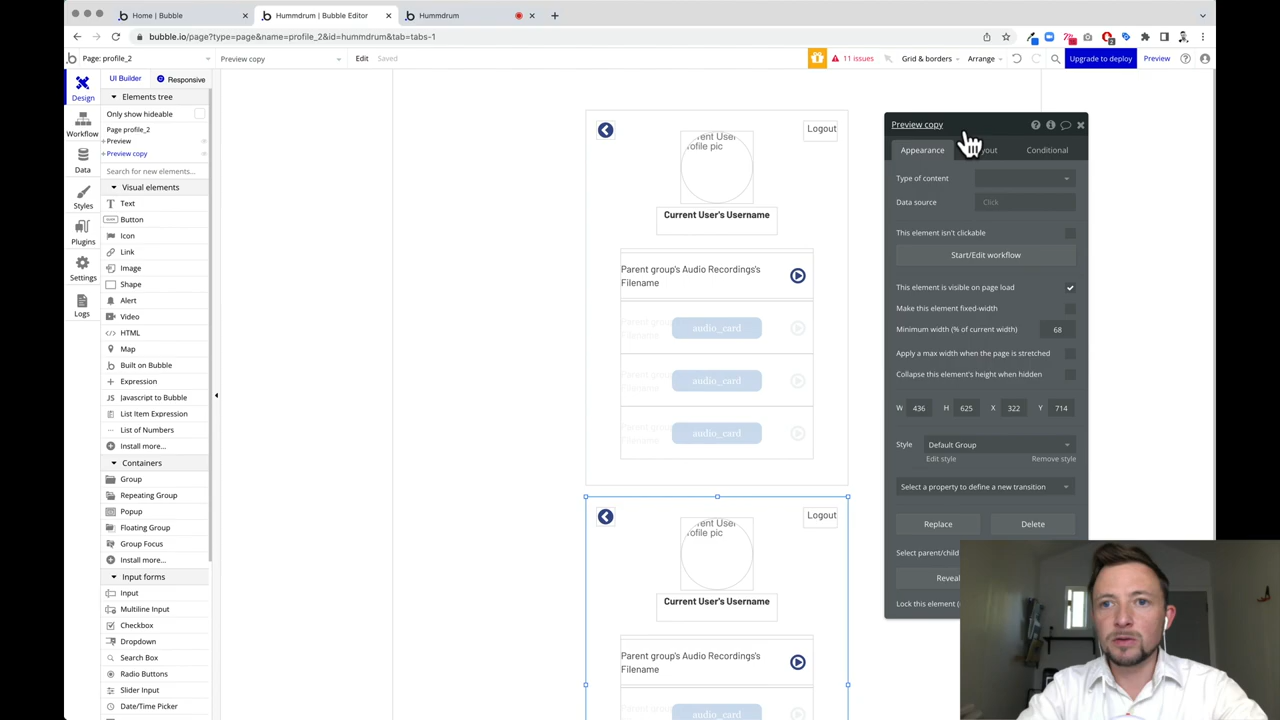 Home | Bubble
Hummdrum | Bubble Editor
Hummdrum
bubble.io/page?type=page&name=profile_2&id=hummdrum&tab=tabs-1
Page: profile_2
Preview copy
Edit
Saved
11 issues
Grid & borders
Arrange
Upgrade to deploy
Preview
UI Builder
Responsive
Design
Workflow
Data
Styles
Plugins
Settings
Logs
Elements tree
Only show hideable
Page profile_2
Preview
Preview copy
Search for new elements...
Visual elements
Text
Button
Icon
Link
Image
Shape
Alert
Video
HTML
Map
Built on Bubble
Expression
Javascript to Bubble
List Item Expression
List of Numbers
Install more...
Containers
Group
Repeating Group
Popup
Floating Group
Group Focus
Install more...
Input forms
Input
Multiline Input
Checkbox
Dropdown
Search Box
Radio Buttons
Slider Input
Date/Time Picker
Logout
Current User's Username
Parent group's Audio Recordings's
Filename
audio_card
audio_card
audio_card
Logout
Current User's Username
Parent group's Audio Recordings's
Filename
audio_card
Preview copy
Appearance
Conditional
Type of content
Data source
Click
This element isn't clickable
Start/Edit workflow
This element is visible on page load
Make this element fixed-width
Minimum width (% of current width)
68
Apply a max width when the page is stretched
Collapse this element's height when hidden
W 436 H 625 X 322 Y 714
Style
Default Group
Edit style
Remove style
Select a property to define a new transition
Replace
Delete
Select parent/child
Reveal
Lock this element